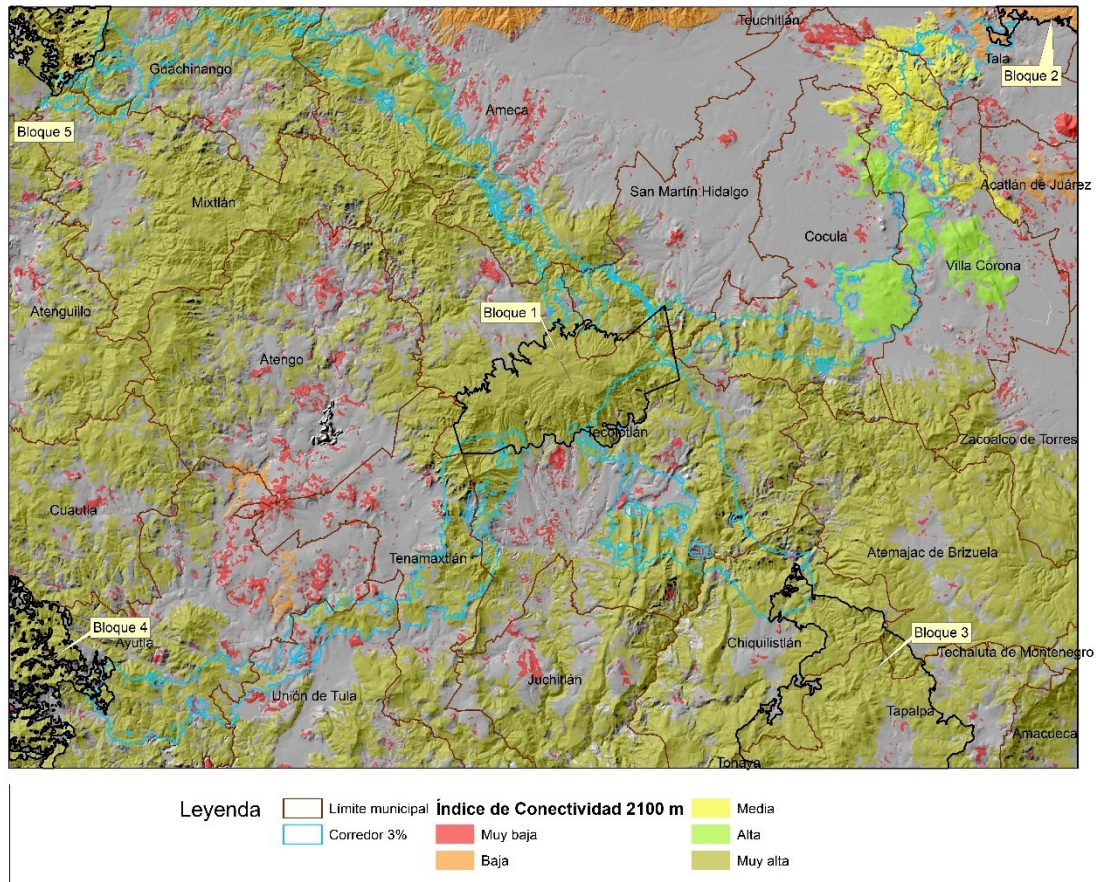 Teuchitlán
Tala
Bloque 2
Guachinango
Ameca
Bloque 5
San Martín Hidalgo
Acatlán de Juárez
Mixtlán
Cocula
Villa Corona
Atenguillo
Bloque 1
Atengo
Tecolotlán
Zacoalco de Torres
Cuautla
Tenamaxtlán
Atemajac de Brizuela
Bloque 4
Ayutla
Chiquilistlán
Bloque 3
Techaluta de Montenegro
Juchitlán
Unión de Tula
Tapalpa
Amacueca
Tonaya
Leyenda
Límite municipal
Corredor 3%
Índice de Conectividad 2100 m
Muy baja
Baja
Media
Alta
Muy alta